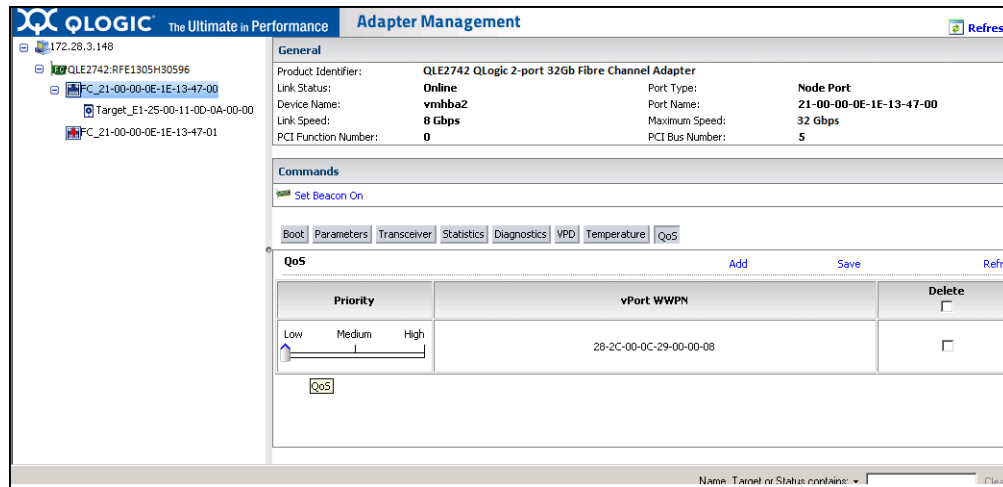 QLOGIC The Ultimate in Performance Adapter Management
Refres
172.28.3.148
QLE2742:RFE1305H30596
FC_21-00-00-0E-1E-13-47-00
Target_E1-25-00-11-0D-0A-00-00
FC_21-00-00-0E-1E-13-47-01
General
Product Identifier: QLE2742 QLogic 2-port 32Gb Fibre Channel Adapter
Link Status: Online Port Type: Node Port
Device Name: vmhba2 Port Name: 21-00-00-0E-1E-13-47-00
Link Speed: 8 Gbps Maximum Speed: 32 Gbps
PCI Function Number: 0 PCI Bus Number: 5
Commands
Set Beacon On
Boot Parameters Transceiver Statistics Diagnostics VPD Temperature QoS
QoS Add Save Refr
Priority vPort WWPN Delete
Low Medium High 28-2C-00-0C-29-00-00-08
QoS
Name, Target or Status contains: Clea